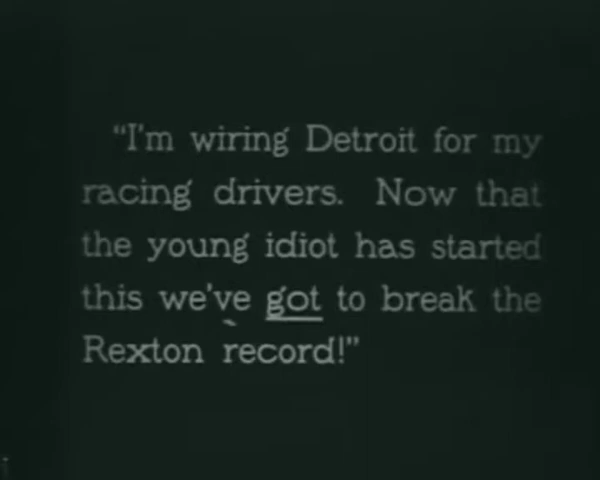 "I'm wiring Detroit for my
racing drivers. Now that
the young idiot has started
this we've got to break the
Rexton record!"